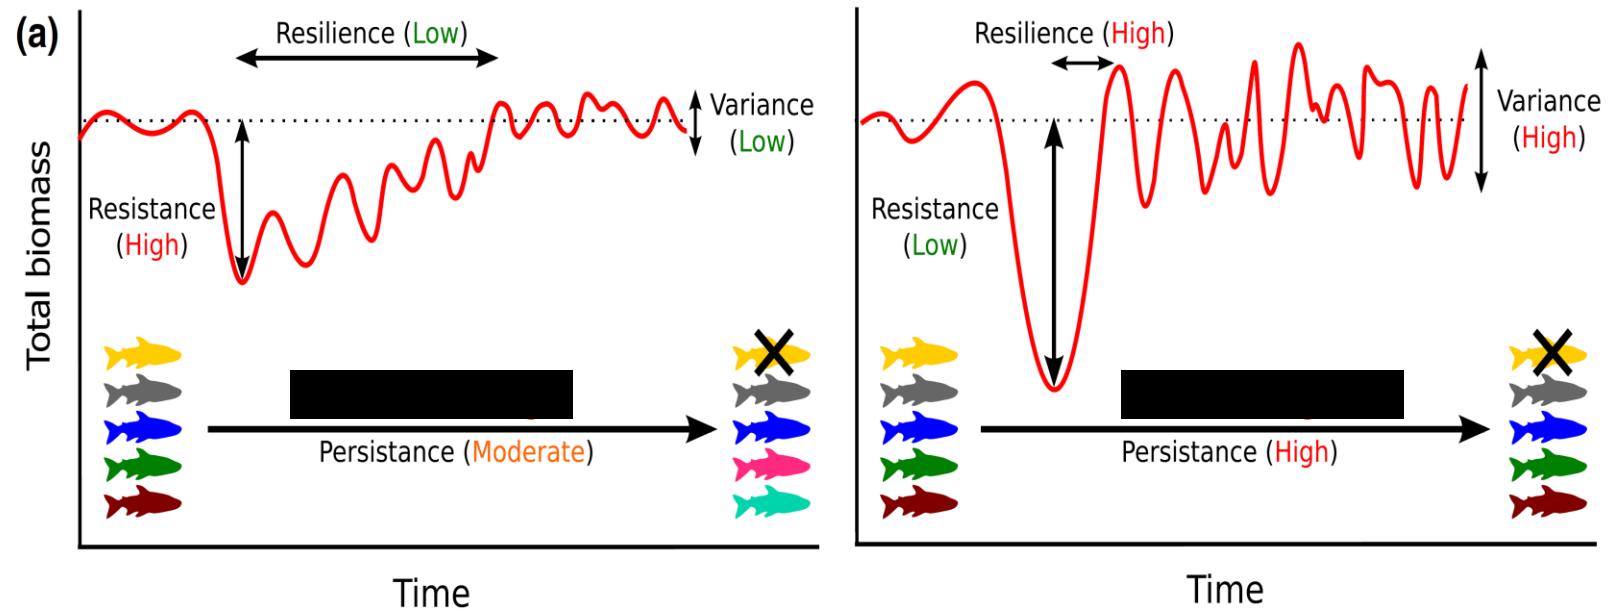 (a)
Total biomass
Resilience (Low)
Variance
(Low)
Resistance
(High)
Persistance (Moderate)
Time
Resilience (High)
Variance
(High)
Resistance
(Low)
Persistance (High)
Time